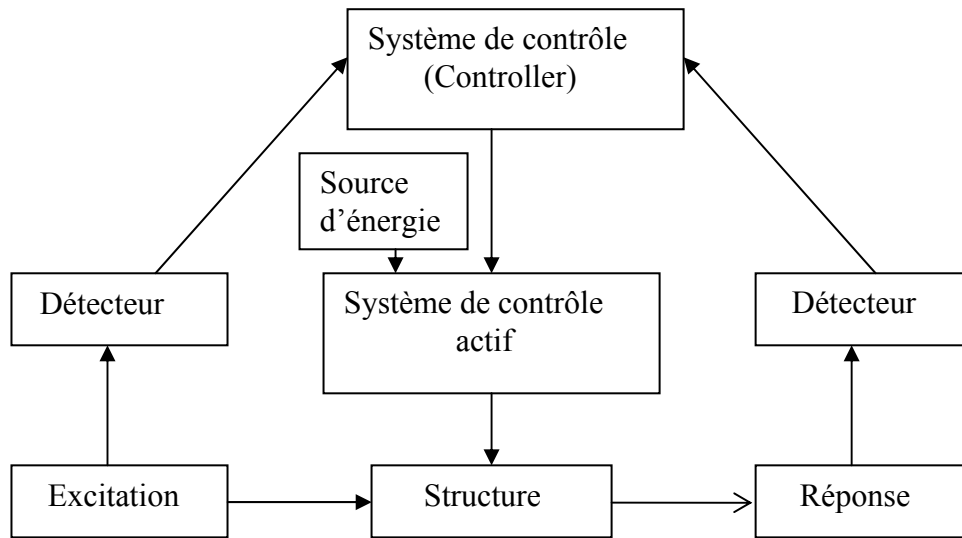 Système de contrôle
(Controller)
Source
d’énergie
Détecteur
Système de contrôle
actif
Détecteur
Excitation
Structure
Réponse